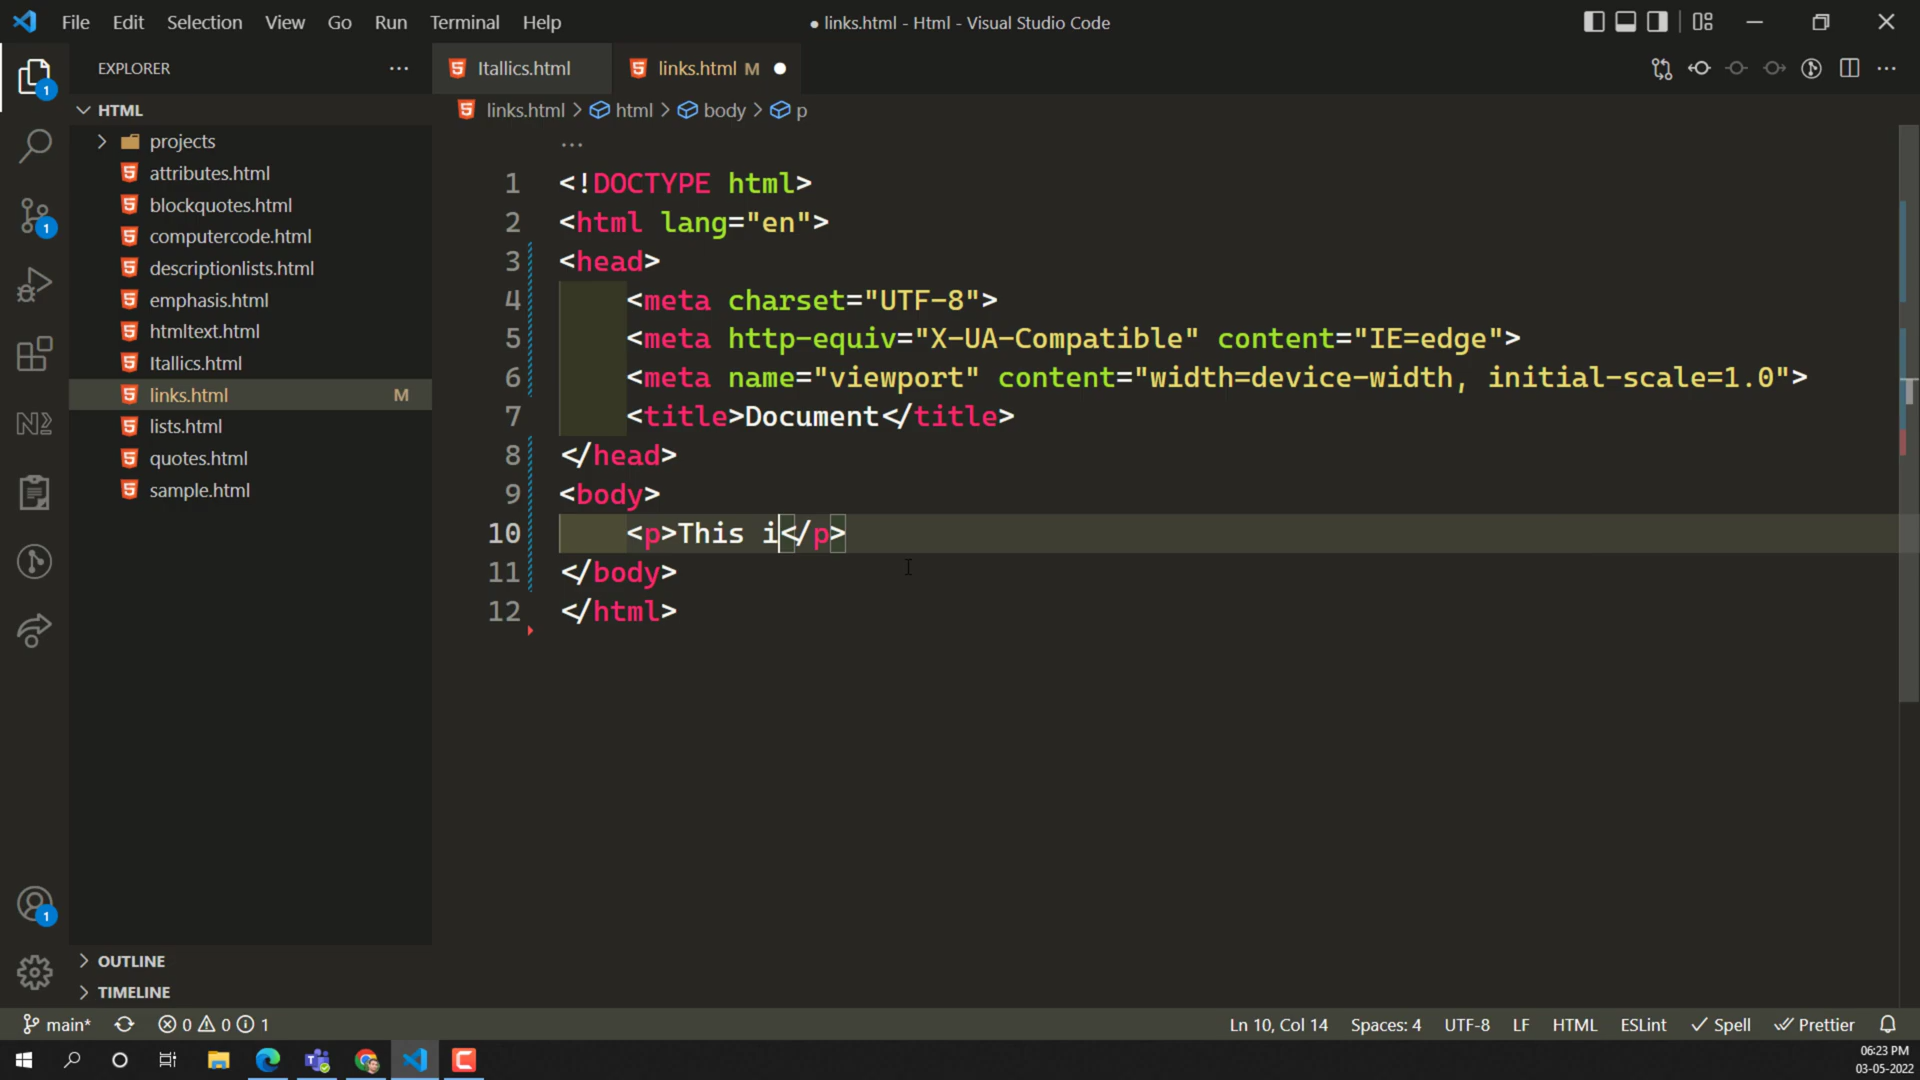 File Edit Selection View Go Run Terminal Help
● links.html - Html - Visual Studio Code
EXPLORER
Itallics.html
links.html M
HTML
links.html > html > body > p
projects
attributes.html
blockquotes.html
computercode.html
descriptionlists.html
emphasis.html
htmltext.html
Itallics.html
links.html M
lists.html
quotes.html
sample.html
1 <!DOCTYPE html>
2 <html lang="en">
3 <head>
4 <meta charset="UTF-8">
5 <meta http-equiv="X-UA-Compatible" content="IE=edge">
6 <meta name="viewport" content="width=device-width, initial-scale=1.0">
7 <title>Document</title>
8 </head>
9 <body>
10 <p>This i</p>
11 </body>
12 </html>
1
1
1
OUTLINE
TIMELINE
main* 0 0 1
Ln 10, Col 14 Spaces: 4 UTF-8 LF HTML ESLint Spell Prettier
06:23 PM
03-05-2022